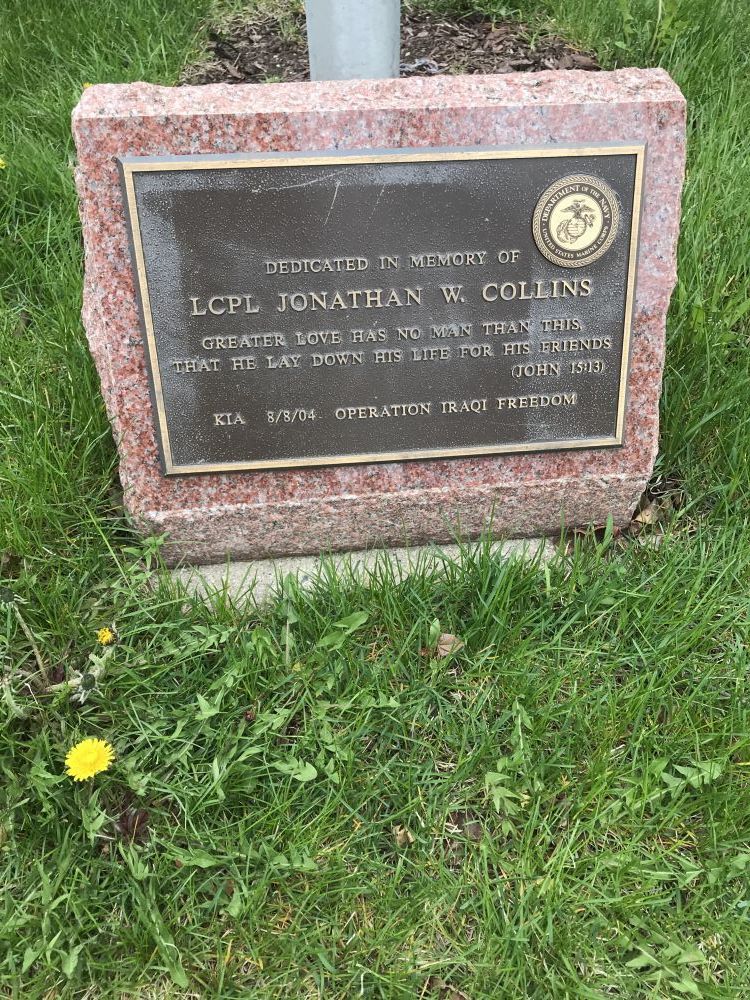 DEPARTMENT OF THE NAVY
UNITED STATES MARINE CORPS
DEDICATED IN MEMORY OF
LCPL JONATHAN W. COLLINS
GREATER LOVE HAS NO MAN THAN THIS,
THAT HE LAY DOWN HIS LIFE FOR HIS FRIENDS
(JOHN 15:13)
KIA 8/8/04 OPERATION IRAQI FREEDOM